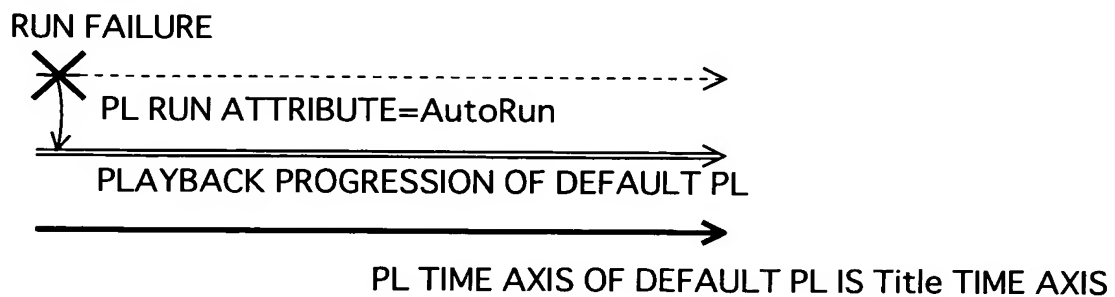 RUN FAILURE
PL RUN ATTRIBUTE=AutoRun
PLAYBACK PROGRESSION OF DEFAULT PL
PL TIME AXIS OF DEFAULT PL IS Title TIME AXIS